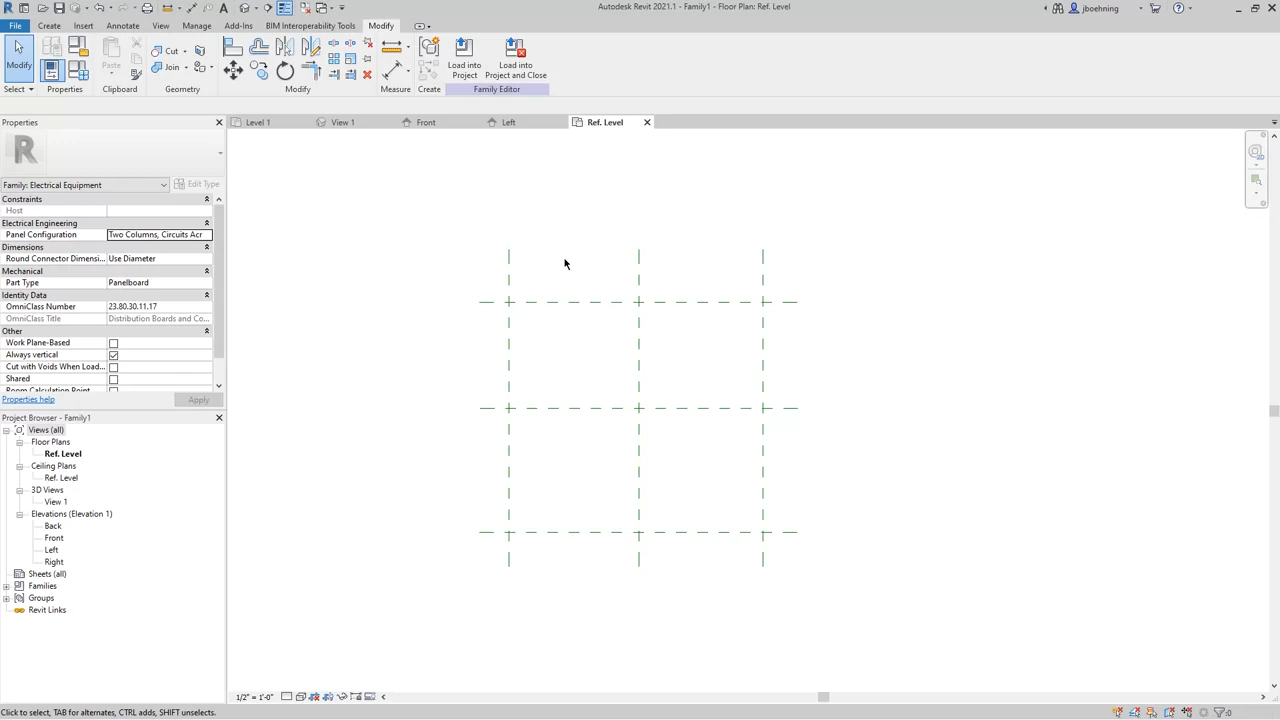 Autodesk Revit 2021.1 - Family1 - Floor Plan: Ref. Level
jboehning
File
Create
Insert
Annotate
View
Manage
Add-Ins
BIM Interoperability Tools
Modify
Modify
Paste
Cut
Join
Load into
Project
Load into
Project and Close
Select
Properties
Clipboard
Geometry
Modify
Measure
Create
Family Editor
Properties
Level 1
View 1
Front
Left
Ref. Level
R
Family: Electrical Equipment
Edit Type
Constraints
Host
Electrical Engineering
Panel Configuration
Two Columns, Circuits Acr
Dimensions
Round Connector Dimensi...
Use Diameter
Mechanical
Part Type
Panelboard
Identity Data
OmniClass Number
23.80.30.11.17
OmniClass Title
Distribution Boards and Co...
Other
Work Plane-Based
Always vertical
Cut with Voids When Load...
Shared
Room Calculation Point
Properties help
Apply
Project Browser - Family1
Views (all)
Floor Plans
Ref. Level
Ceiling Plans
Ref. Level
3D Views
View 1
Elevations (Elevation 1)
Back
Front
Left
Right
Sheets (all)
Families
Groups
Revit Links
1/2" = 1'-0"
Click to select, TAB for alternates, CTRL adds, SHIFT unselects.
:0